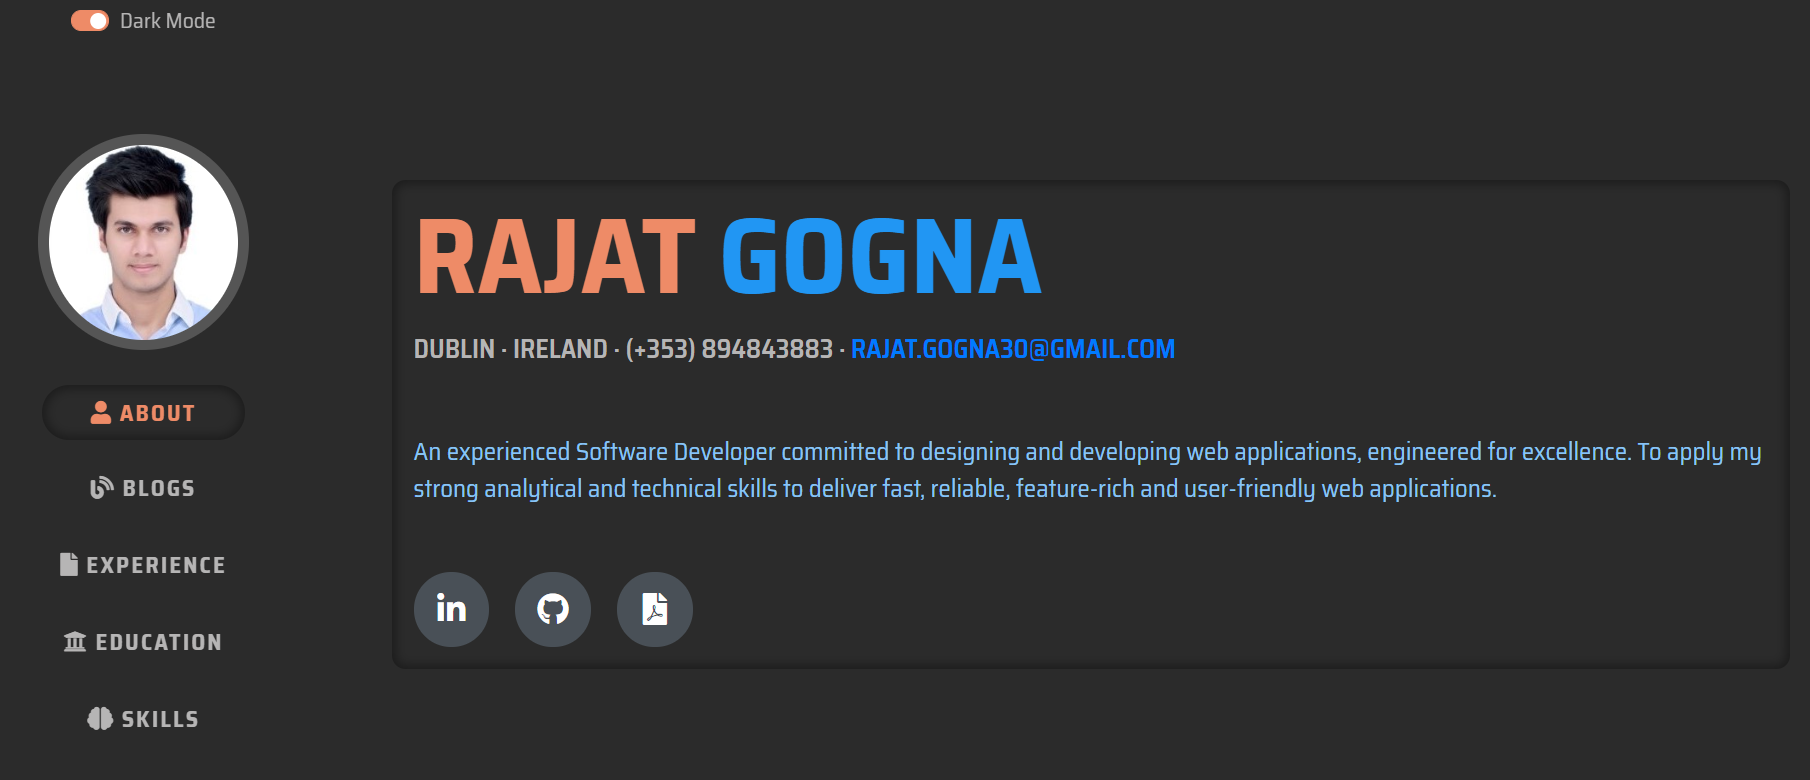 Dark Mode
RAJAT GOGNA
DUBLIN · IRELAND · (+353) 894843883 · RAJAT.GOGNA30@GMAIL.COM
An experienced Software Developer committed to designing and developing web applications, engineered for excellence. To apply my
strong analytical and technical skills to deliver fast, reliable, feature-rich and user-friendly web applications.
in
ABOUT
BLOGS
EXPERIENCE
EDUCATION
SKILLS